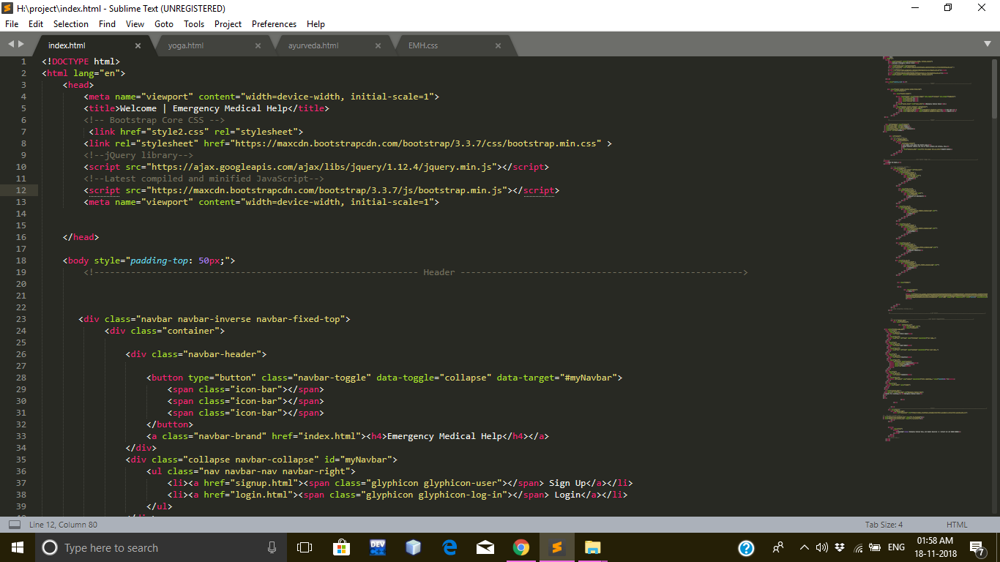 H:\project\index.html - Sublime Text (UNREGISTERED)
File Edit Selection Find View Goto Tools Project Preferences Help
index.html yoga.html ayurveda.html EMH.css
1 <!DOCTYPE html>
2 <html lang="en">
3 <head>
4 <meta name="viewport" content="width=device-width, initial-scale=1">
5 <title>Welcome | Emergency Medical Help</title>
6 <!-- Bootstrap Core CSS -->
7 <link href="style2.css" rel="stylesheet">
8 <link rel="stylesheet" href="https://maxcdn.bootstrapcdn.com/bootstrap/3.3.7/css/bootstrap.min.css" >
9 <!--jQuery library-->
10 <script src="https://ajax.googleapis.com/ajax/libs/jquery/1.12.4/jquery.min.js"></script>
11 <!--Latest compiled and minified JavaScript-->
12 <script src="https://maxcdn.bootstrapcdn.com/bootstrap/3.3.7/js/bootstrap.min.js"></script>
13 <meta name="viewport" content="width=device-width, initial-scale=1">
14
15
16 </head>
17
18 <body style="padding-top: 50px;">
19 <!-------------------------------------------------------------- Header ------------------------------------------------------>
20
21
22
23 <div class="navbar navbar-inverse navbar-fixed-top">
24 <div class="container">
25
26 <div class="navbar-header">
27
28 <button type="button" class="navbar-toggle" data-toggle="collapse" data-target="#myNavbar">
29 <span class="icon-bar"></span>
30 <span class="icon-bar"></span>
31 <span class="icon-bar"></span>
32 </button>
33 <a class="navbar-brand" href="index.html"><h4>Emergency Medical Help</h4></a>
34 </div>
35 <div class="collapse navbar-collapse" id="myNavbar">
36 <ul class="nav navbar-nav navbar-right">
37 <li><a href="signup.html"><span class="glyphicon glyphicon-user"></span> Sign Up</a></li>
38 <li><a href="login.html"><span class="glyphicon glyphicon-log-in"></span> Login</a></li>
39 </ul>
Line 12, Column 80 Tab Size: 4 HTML
Type here to search
DEV
ENG
01:58 AM
18-11-2018
7